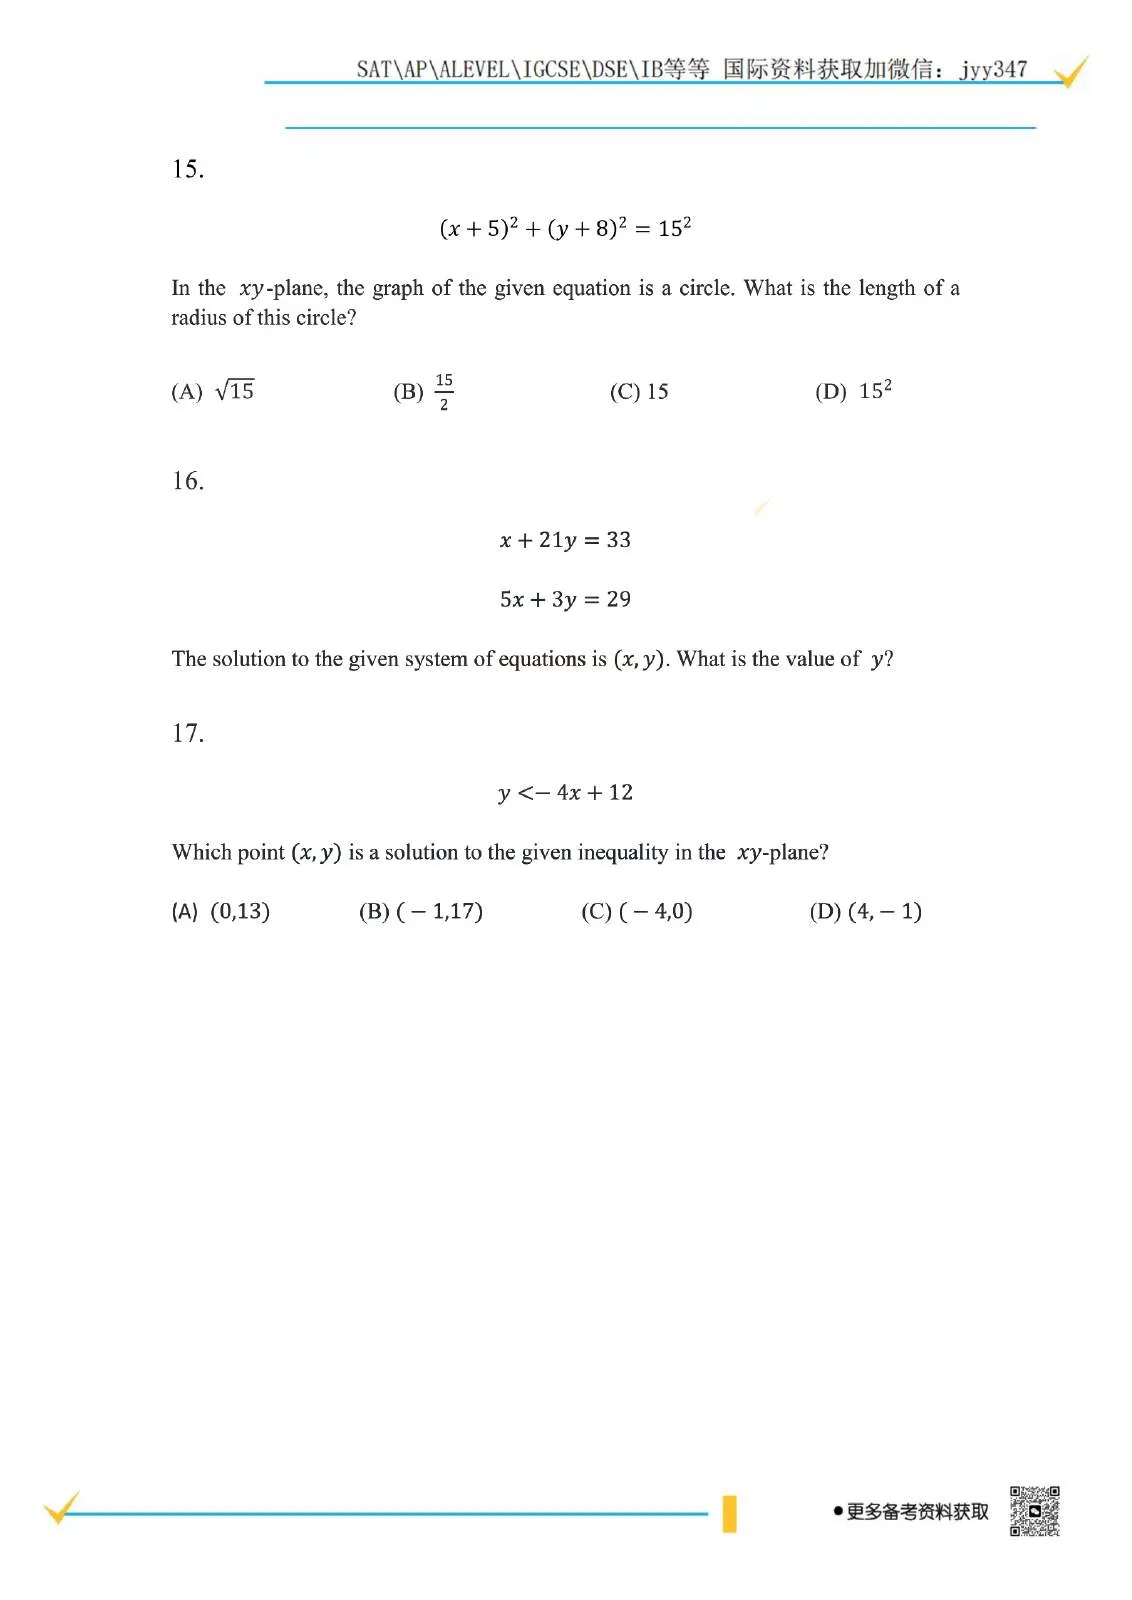 SAT\AP\ALEVEL\IGCSE\DSE\IB等等 国际资料获取加微信：jyy347
15.
(x + 5)² + (y + 8)² = 15²
In the xy-plane, the graph of the given equation is a circle. What is the length of a
radius of this circle?
(A) √15 (B) 15/2 (C) 15 (D) 15²
16.
x + 21y = 33
5x + 3y = 29
The solution to the given system of equations is (x, y). What is the value of y?
17.
y <− 4x + 12
Which point (x, y) is a solution to the given inequality in the xy-plane?
(A) (0,13) (B) ( − 1,17) (C) ( − 4,0) (D) (4, − 1)
●更多备考资料获取